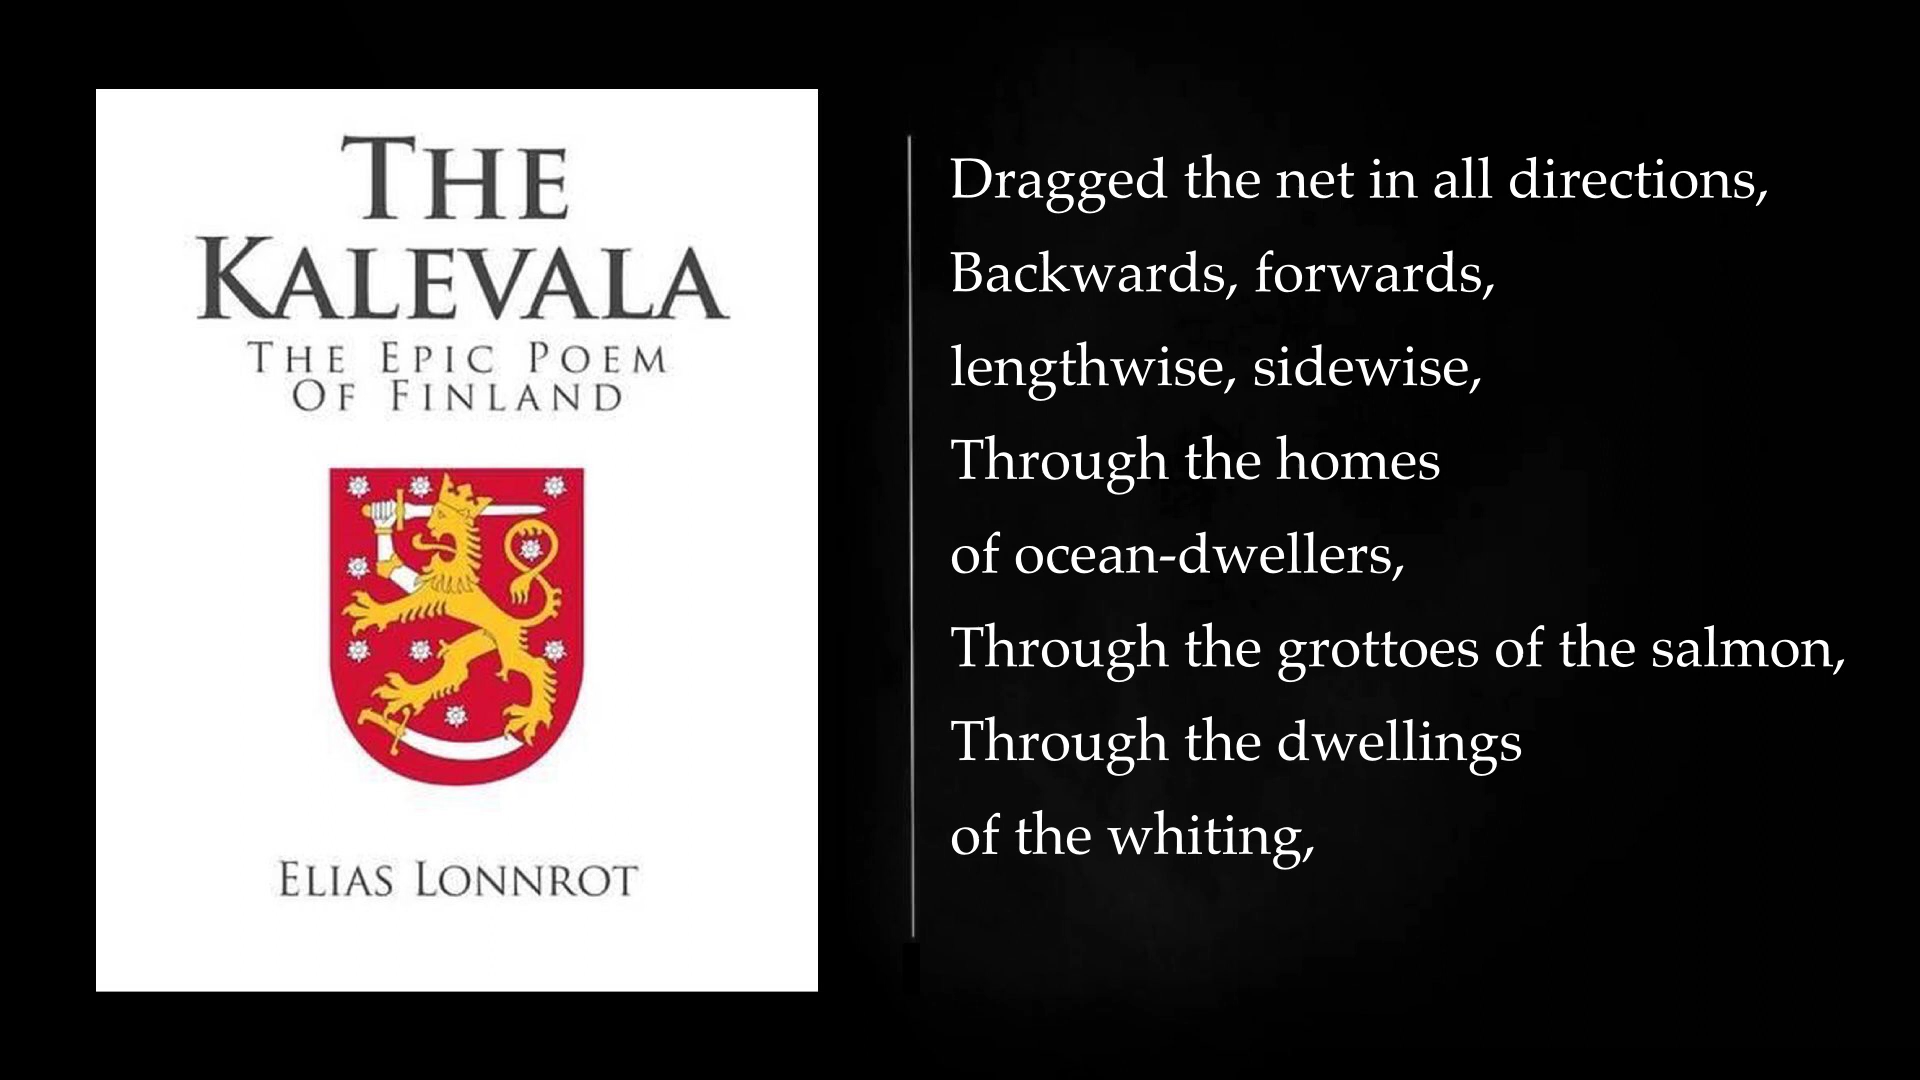 THE
KALEVALA
THE EPIC POEM
OF FINLAND
ELIAS LONNROT
Dragged the net in all directions,
Backwards, forwards,
lengthwise, sidewise,
Through the homes
of ocean-dwellers,
Through the grottoes of the salmon,
Through the dwellings
of the whiting,